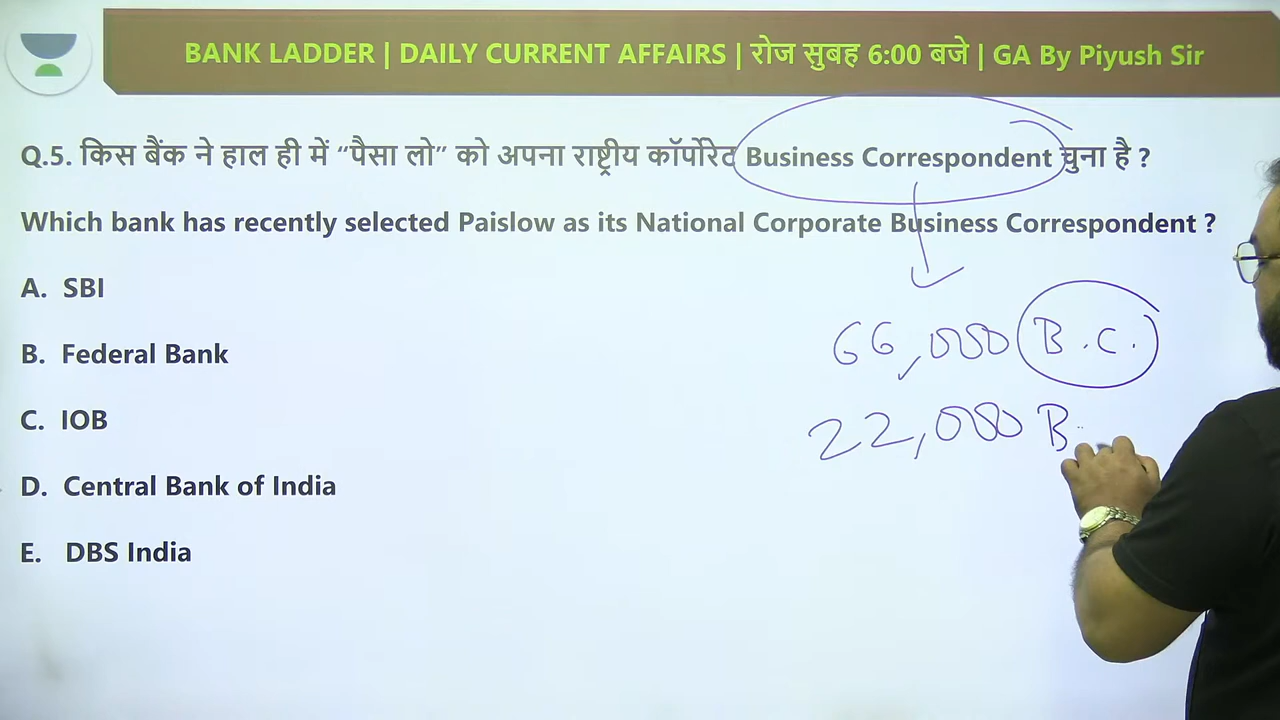 BANK LADDER | DAILY CURRENT AFFAIRS | रोज सुबह 6:00 बजे | GA By Piyush Sir
Q.5. किस बैंक ने हाल ही में “पैसा लो” को अपना राष्ट्रीय कॉर्पोरेट Business Correspondent चुना है ?
Which bank has recently selected Paislow as its National Corporate Business Correspondent ?
A. SBI
B. Federal Bank
C. IOB
D. Central Bank of India
E. DBS India
66,000 B.C.
22,000 B.